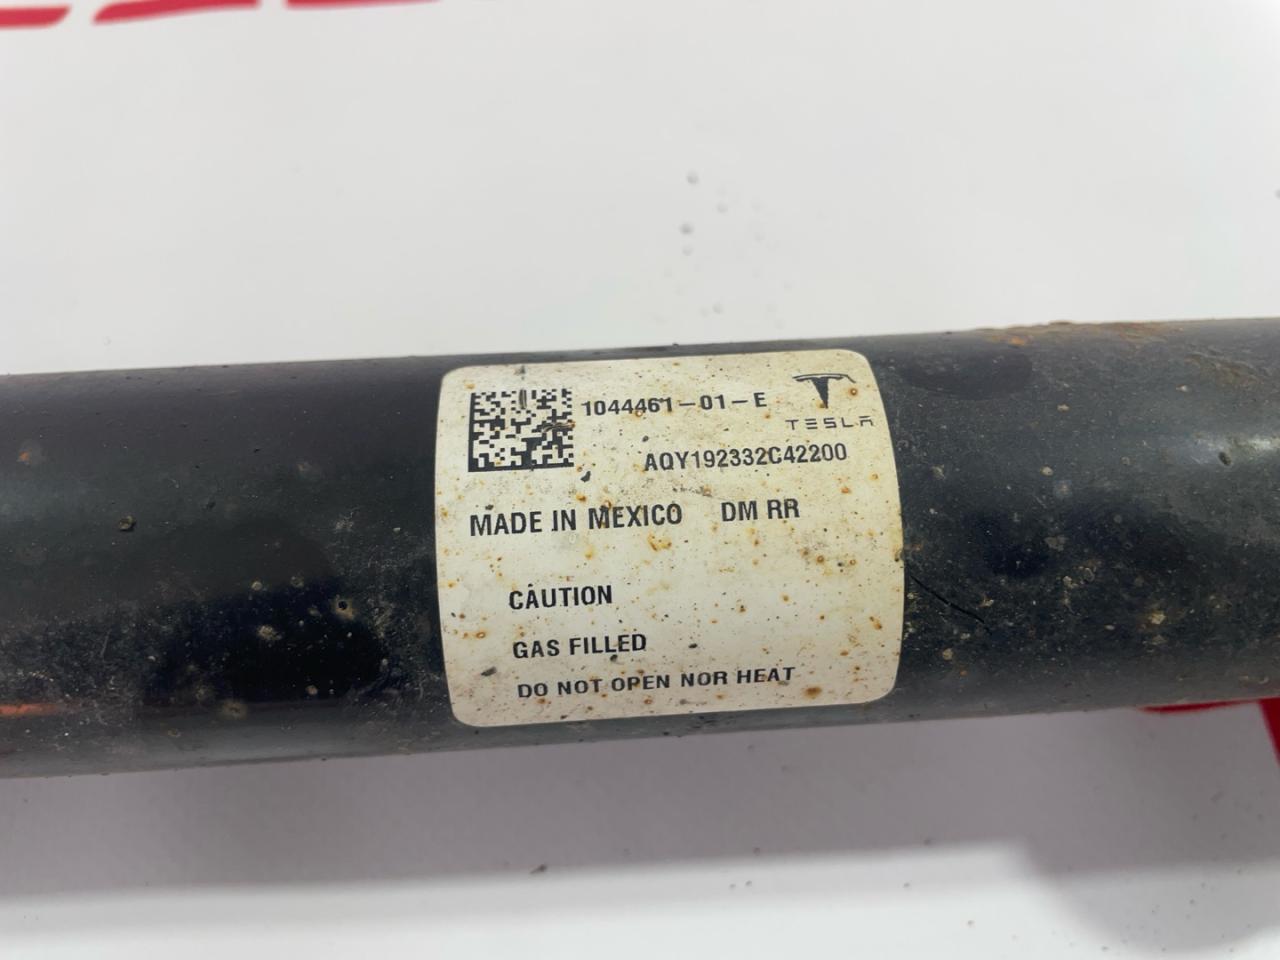 1044461-01-E
TESLA
AQY192332C42200
MADE IN MEXICO DM RR
CAUTION
GAS FILLED
DO NOT OPEN NOR HEAT